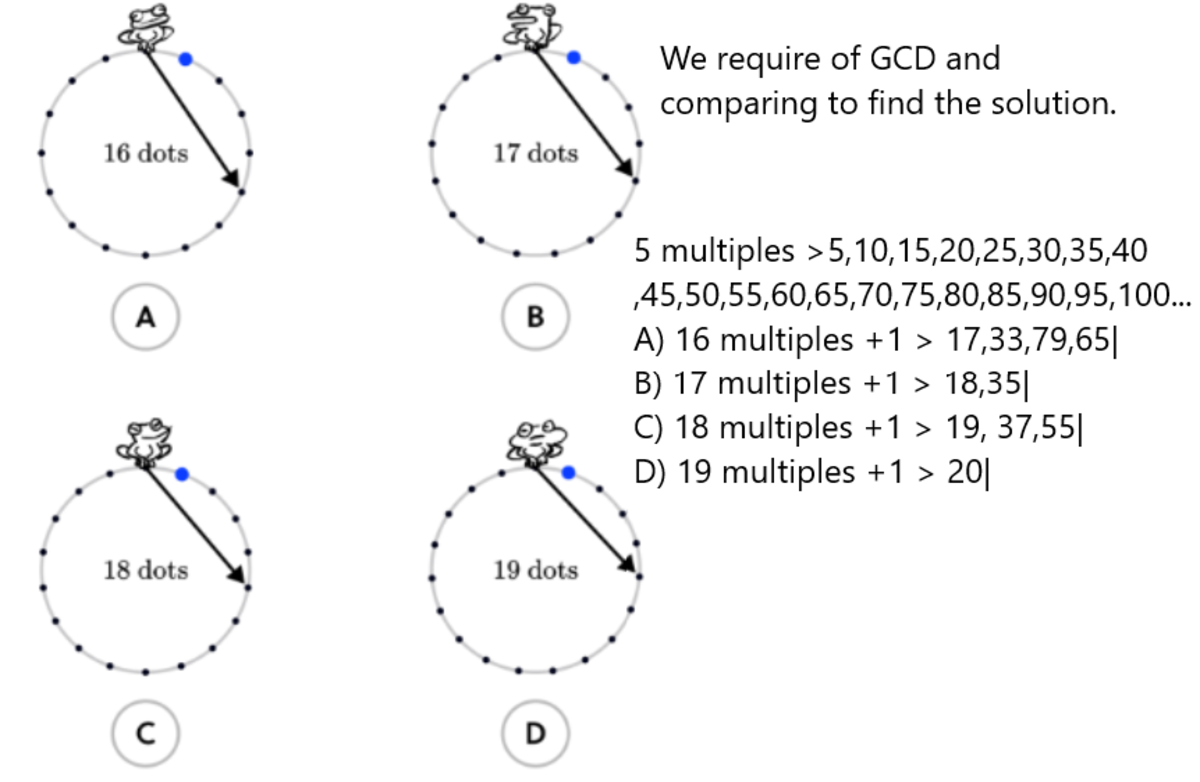 16 dots
A
17 dots
B
We require of GCD and
comparing to find the solution.
5 multiples >5,10,15,20,25,30,35,40
,45,50,55,60,65,70,75,80,85,90,95,100...
A) 16 multiples +1 > 17,33,79,65|
B) 17 multiples +1 > 18,35|
C) 18 multiples +1 > 19, 37,55|
D) 19 multiples +1 > 20|
18 dots
C
19 dots
D